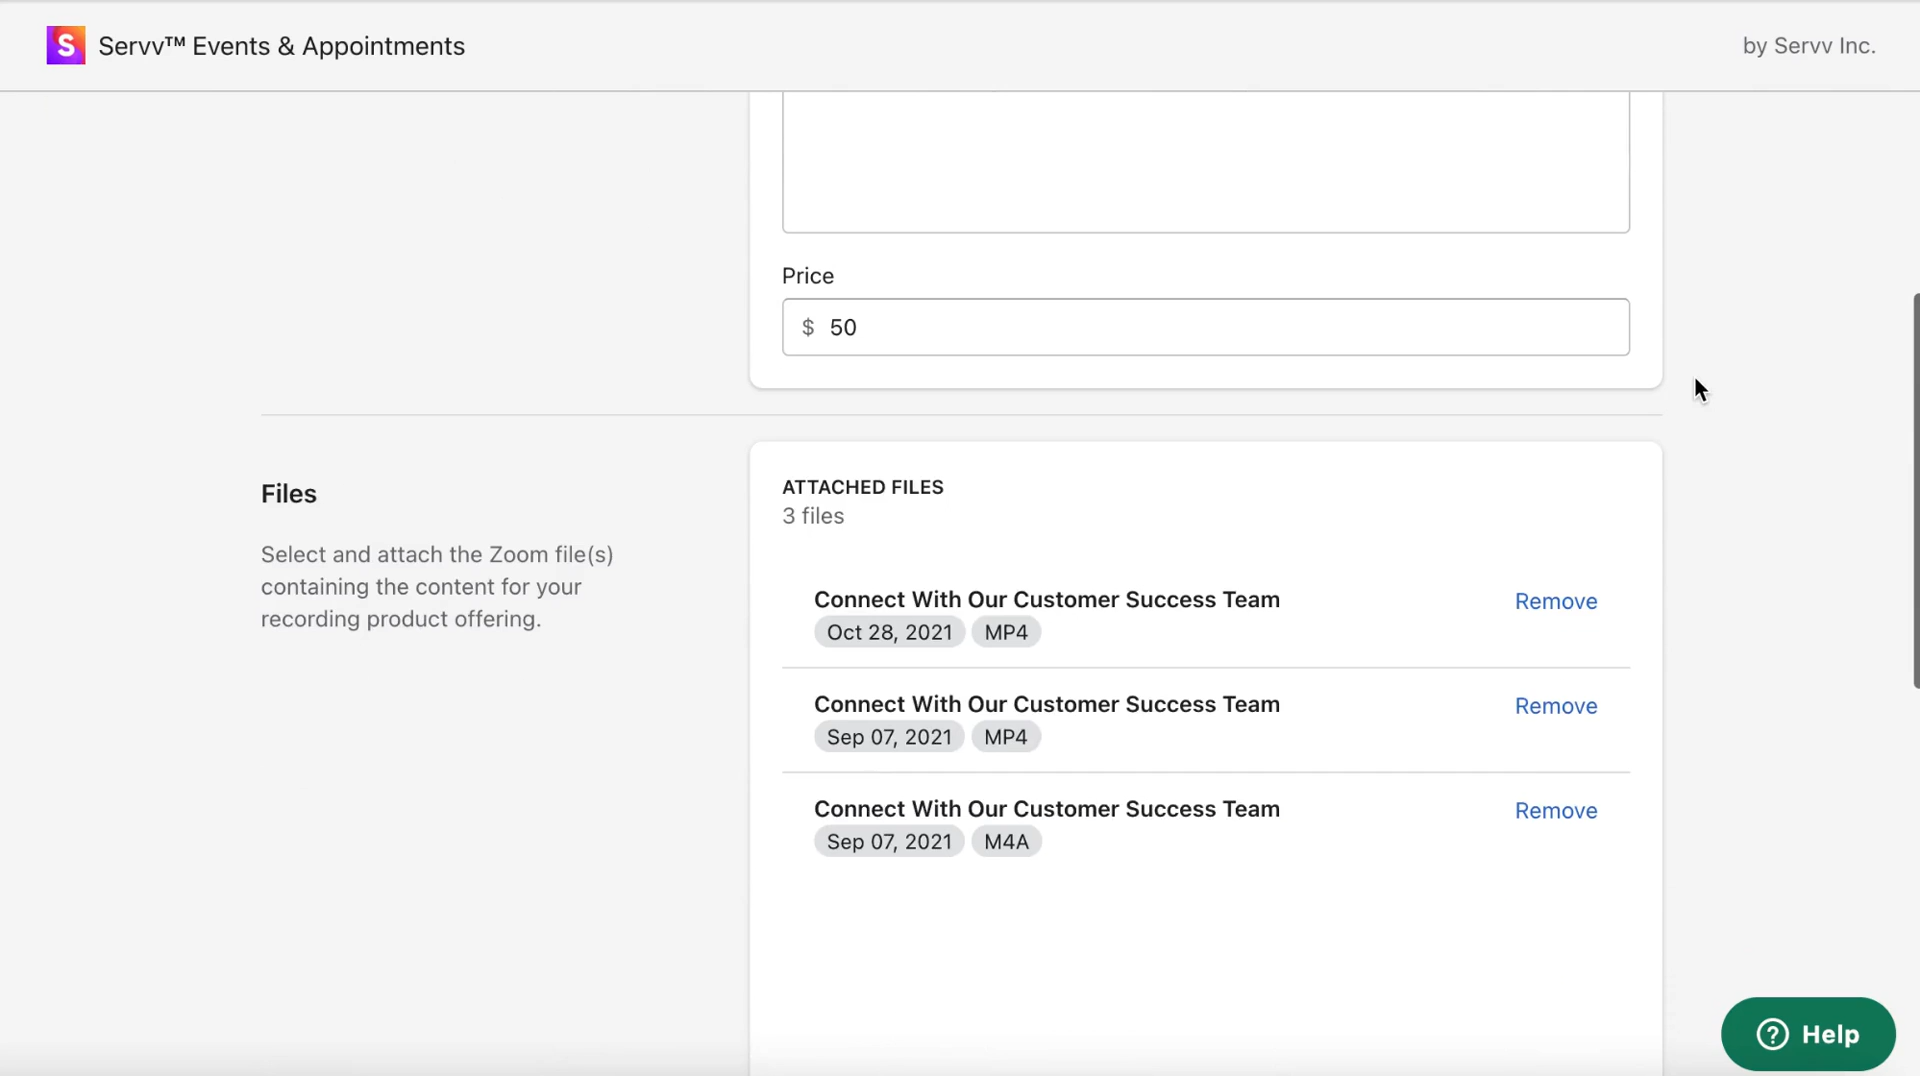 Servv™ Events & Appointments
by Servv Inc.
Price
$ 50
Files
Select and attach the Zoom file(s)
containing the content for your
recording product offering.
ATTACHED FILES
3 files
Connect With Our Customer Success Team
Remove
Oct 28, 2021 MP4
Connect With Our Customer Success Team
Remove
Sep 07, 2021 MP4
Connect With Our Customer Success Team
Remove
Sep 07, 2021 M4A
Help